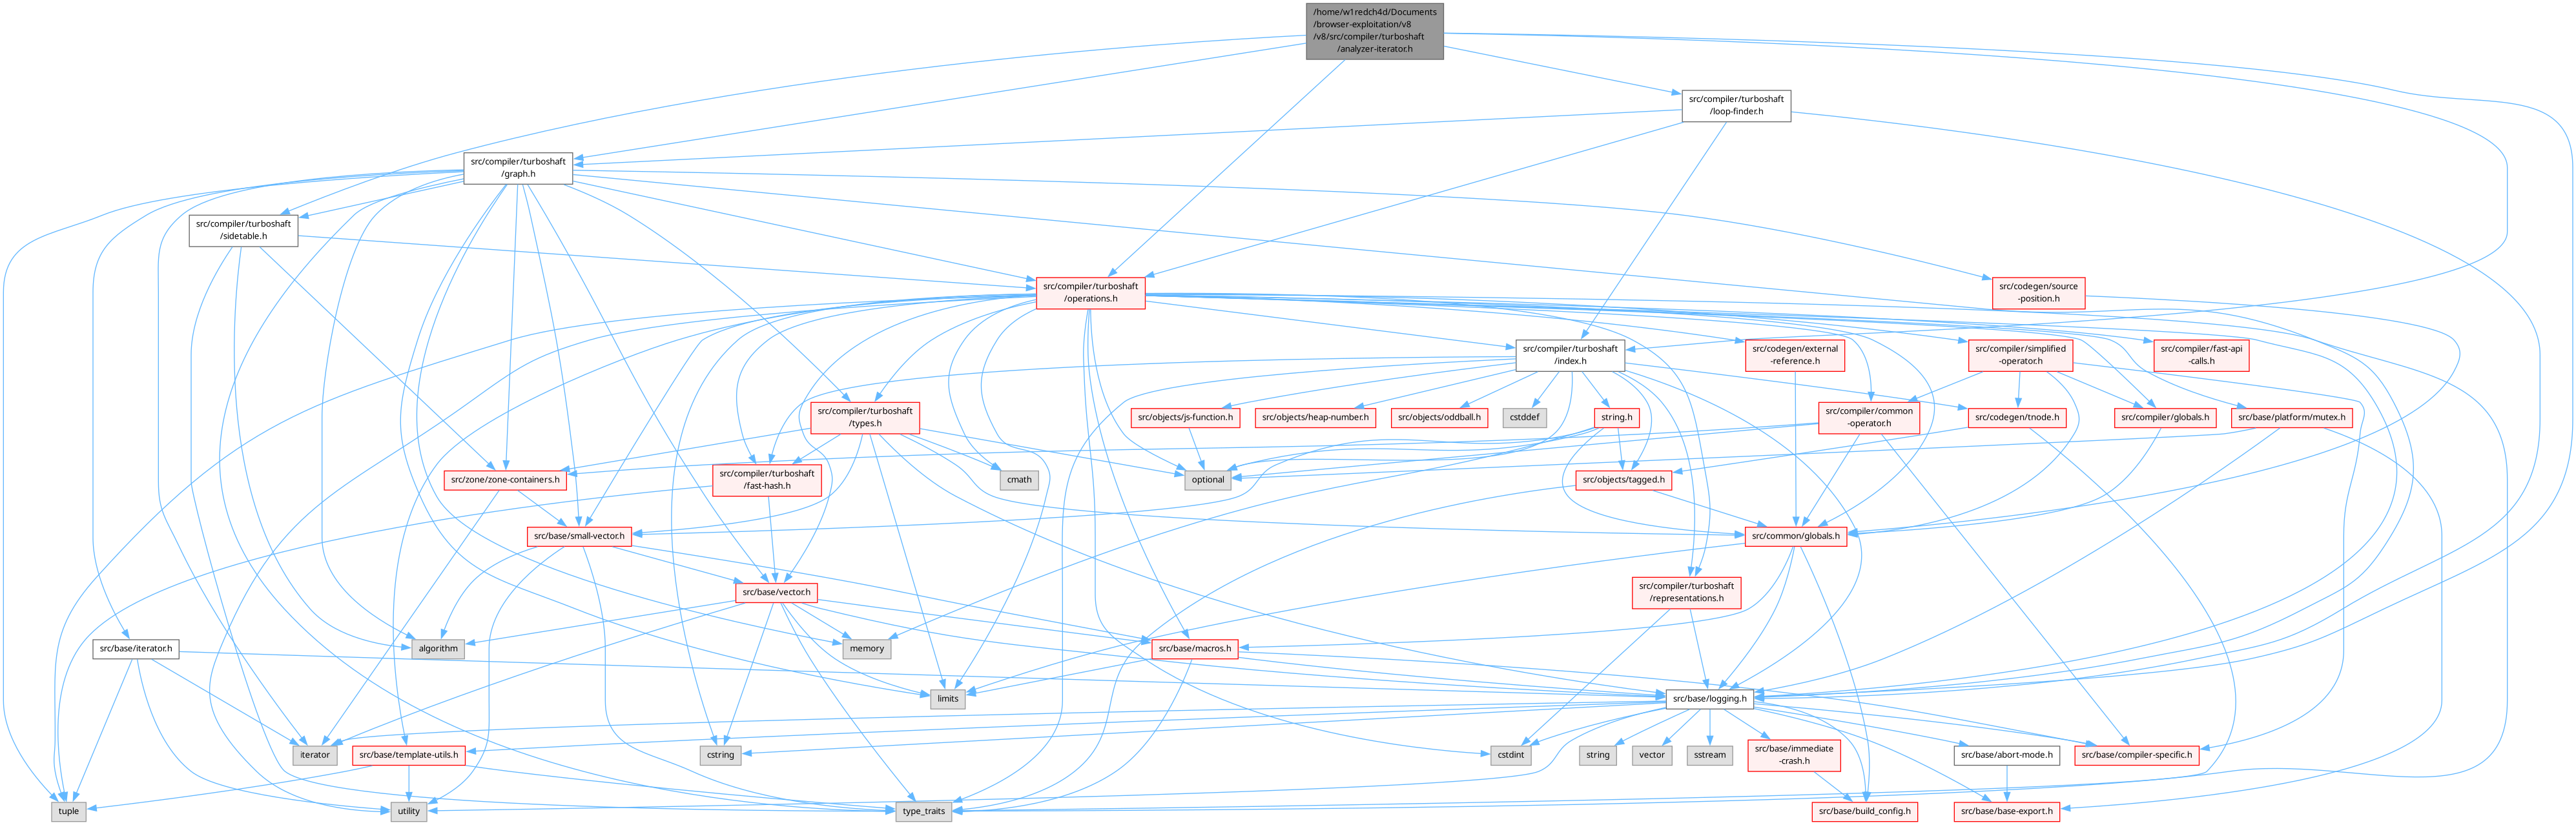 /home/w1redch4d/Documents
/browser-exploitation/v8
/v8/src/compiler/turboshaft
/analyzer-iterator.h
src/compiler/turboshaft
/loop-finder.h
src/compiler/turboshaft
/graph.h
src/compiler/turboshaft
/sidetable.h
src/compiler/turboshaft
/operations.h
src/codegen/source
-position.h
src/compiler/turboshaft
/index.h
src/codegen/external
-reference.h
src/compiler/simplified
-operator.h
src/compiler/fast-api
-calls.h
src/compiler/turboshaft
/types.h
src/objects/js-function.h
src/objects/heap-number.h
src/objects/oddball.h
cstddef
string.h
src/compiler/common
-operator.h
src/codegen/tnode.h
src/compiler/globals.h
src/base/platform/mutex.h
src/zone/zone-containers.h
src/compiler/turboshaft
/fast-hash.h
cmath
optional
src/objects/tagged.h
src/base/small-vector.h
src/common/globals.h
src/base/vector.h
src/compiler/turboshaft
/representations.h
src/base/iterator.h
algorithm
memory
src/base/macros.h
limits
src/base/logging.h
iterator
src/base/template-utils.h
cstring
cstdint
string
vector
sstream
src/base/immediate
-crash.h
src/base/abort-mode.h
src/base/compiler-specific.h
tuple
utility
type_traits
src/base/build_config.h
src/base/base-export.h